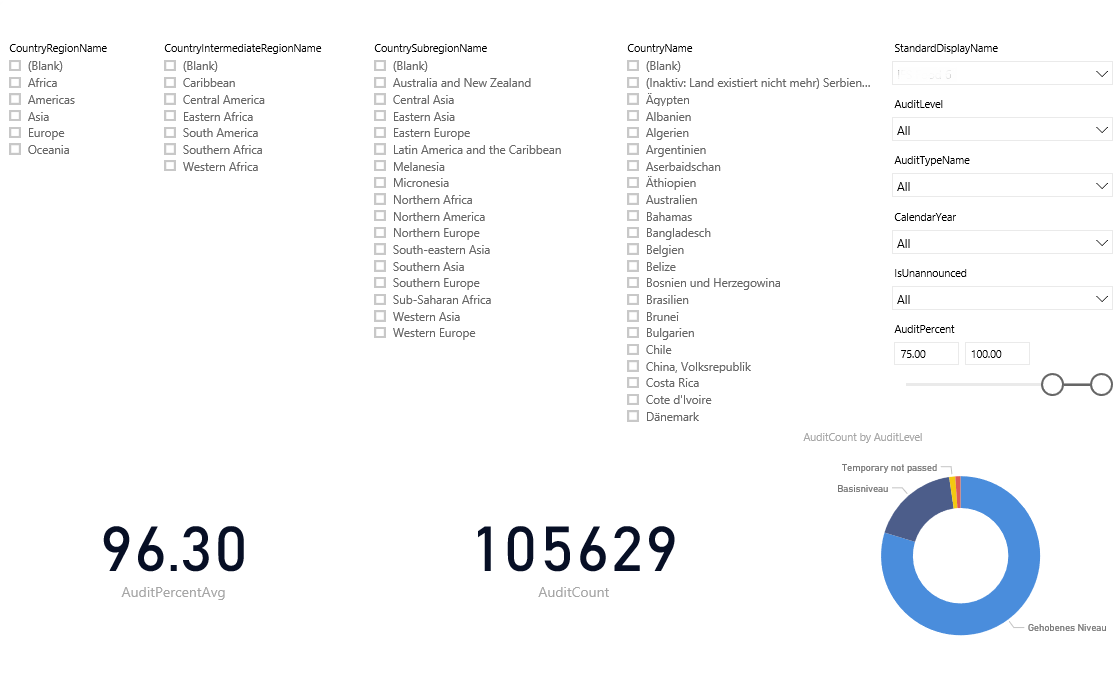 CountryRegionName
(Blank)
Africa
Americas
Asia
Europe
Oceania
CountryIntermediateRegionName
(Blank)
Caribbean
Central America
Eastern Africa
South America
Southern Africa
Western Africa
CountrySubregionName
(Blank)
Australia and New Zealand
Central Asia
Eastern Asia
Eastern Europe
Latin America and the Caribbean
Melanesia
Micronesia
Northern Africa
Northern America
Northern Europe
South-eastern Asia
Southern Asia
Southern Europe
Sub-Saharan Africa
Western Asia
Western Europe
CountryName
(Blank)
(Inaktiv: Land existiert nicht mehr) Serbien...
Ägypten
Albanien
Algerien
Argentinien
Aserbaidschan
Äthiopien
Australien
Bahamas
Bangladesch
Belgien
Belize
Bosnien und Herzegowina
Brasilien
Brunei
Bulgarien
Chile
China, Volksrepublik
Costa Rica
Cote d'Ivoire
Dänemark
StandardDisplayName
AuditLevel
All
AuditTypeName
All
CalendarYear
All
IsUnannounced
All
AuditPercent
75.00 100.00
96.30
AuditPercentAvg
105629
AuditCount
AuditCount by AuditLevel
Temporary not passed
Basisniveau
Gehobenes Niveau